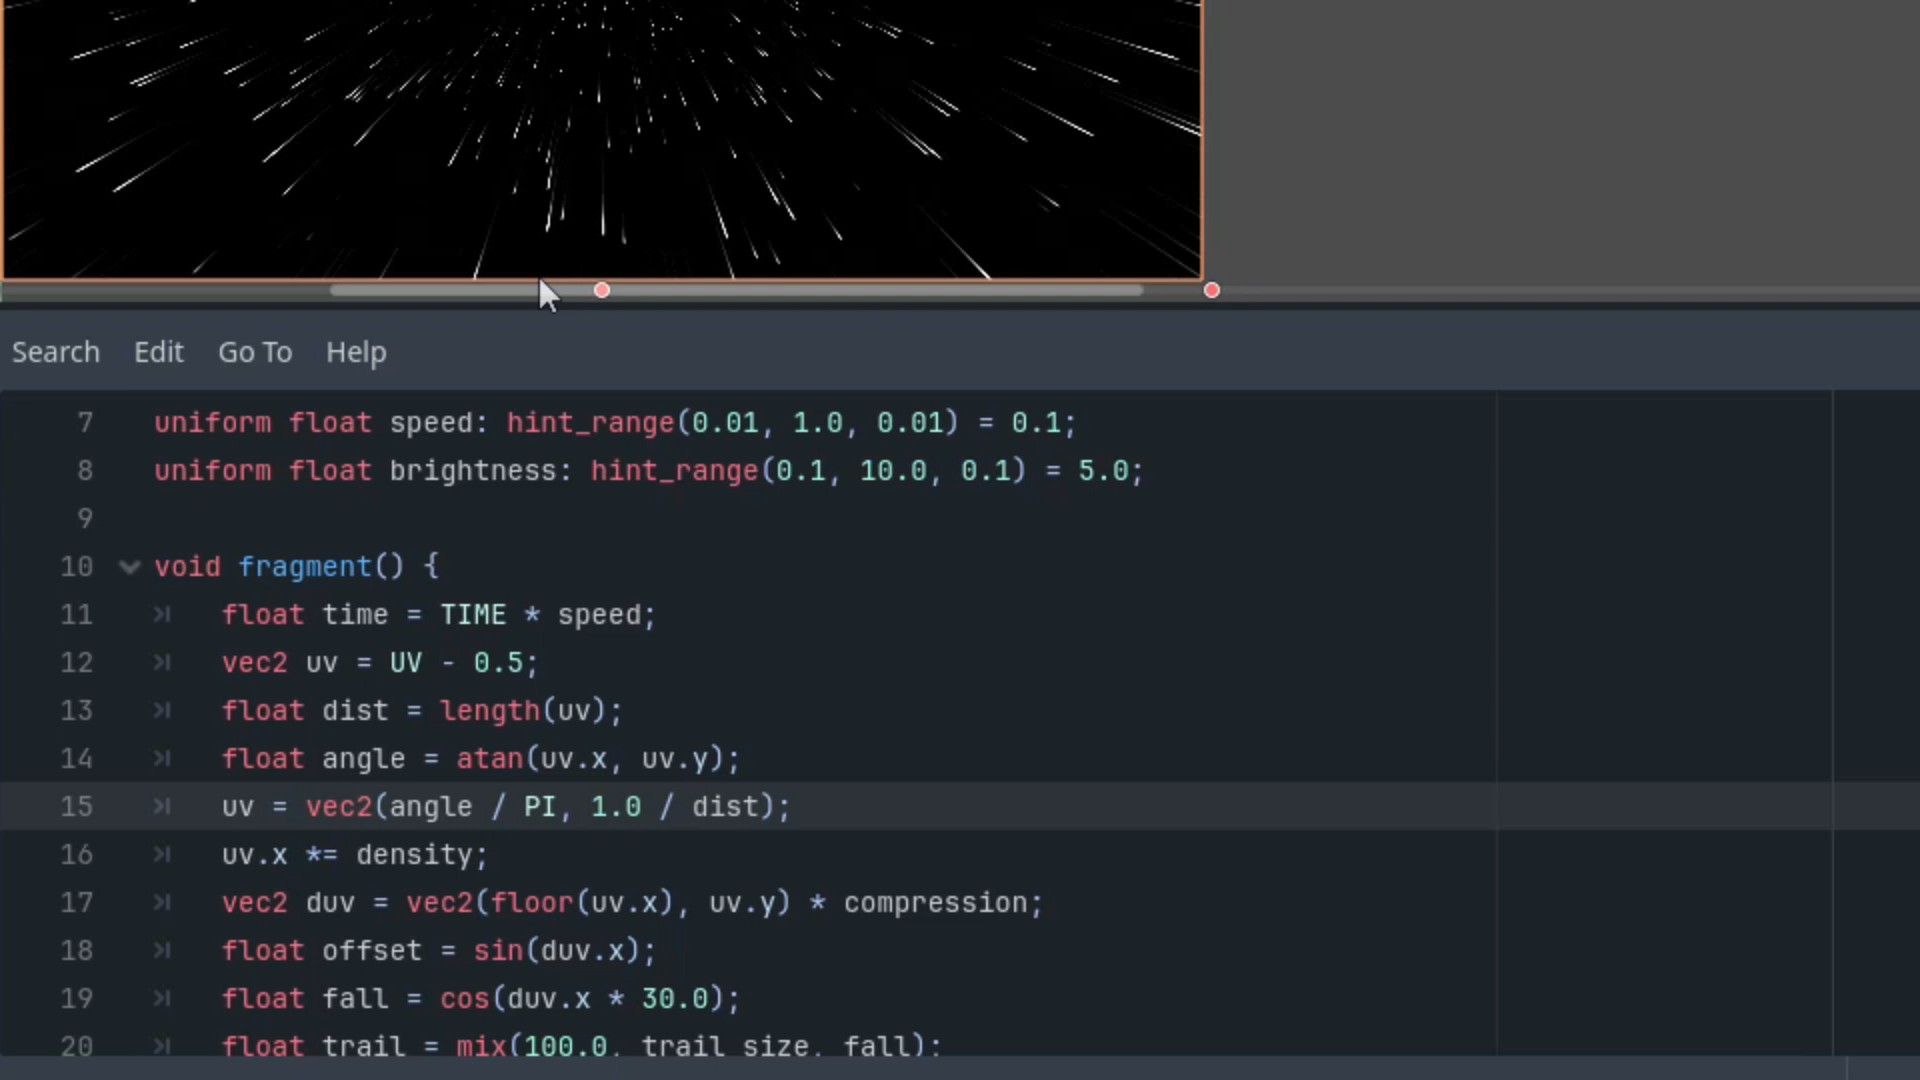 Search Edit Go To Help
7 uniform float speed: hint_range(0.01, 1.0, 0.01) = 0.1;
8 uniform float brightness: hint_range(0.1, 10.0, 0.1) = 5.0;
9
10 void fragment() {
11 float time = TIME * speed;
12 vec2 uv = UV - 0.5;
13 float dist = length(uv);
14 float angle = atan(uv.x, uv.y);
15 uv = vec2(angle / PI, 1.0 / dist);
16 uv.x *= density;
17 vec2 duv = vec2(floor(uv.x), uv.y) * compression;
18 float offset = sin(duv.x);
19 float fall = cos(duv.x * 30.0);
20 float trail = mix(100.0, trail_size, fall);